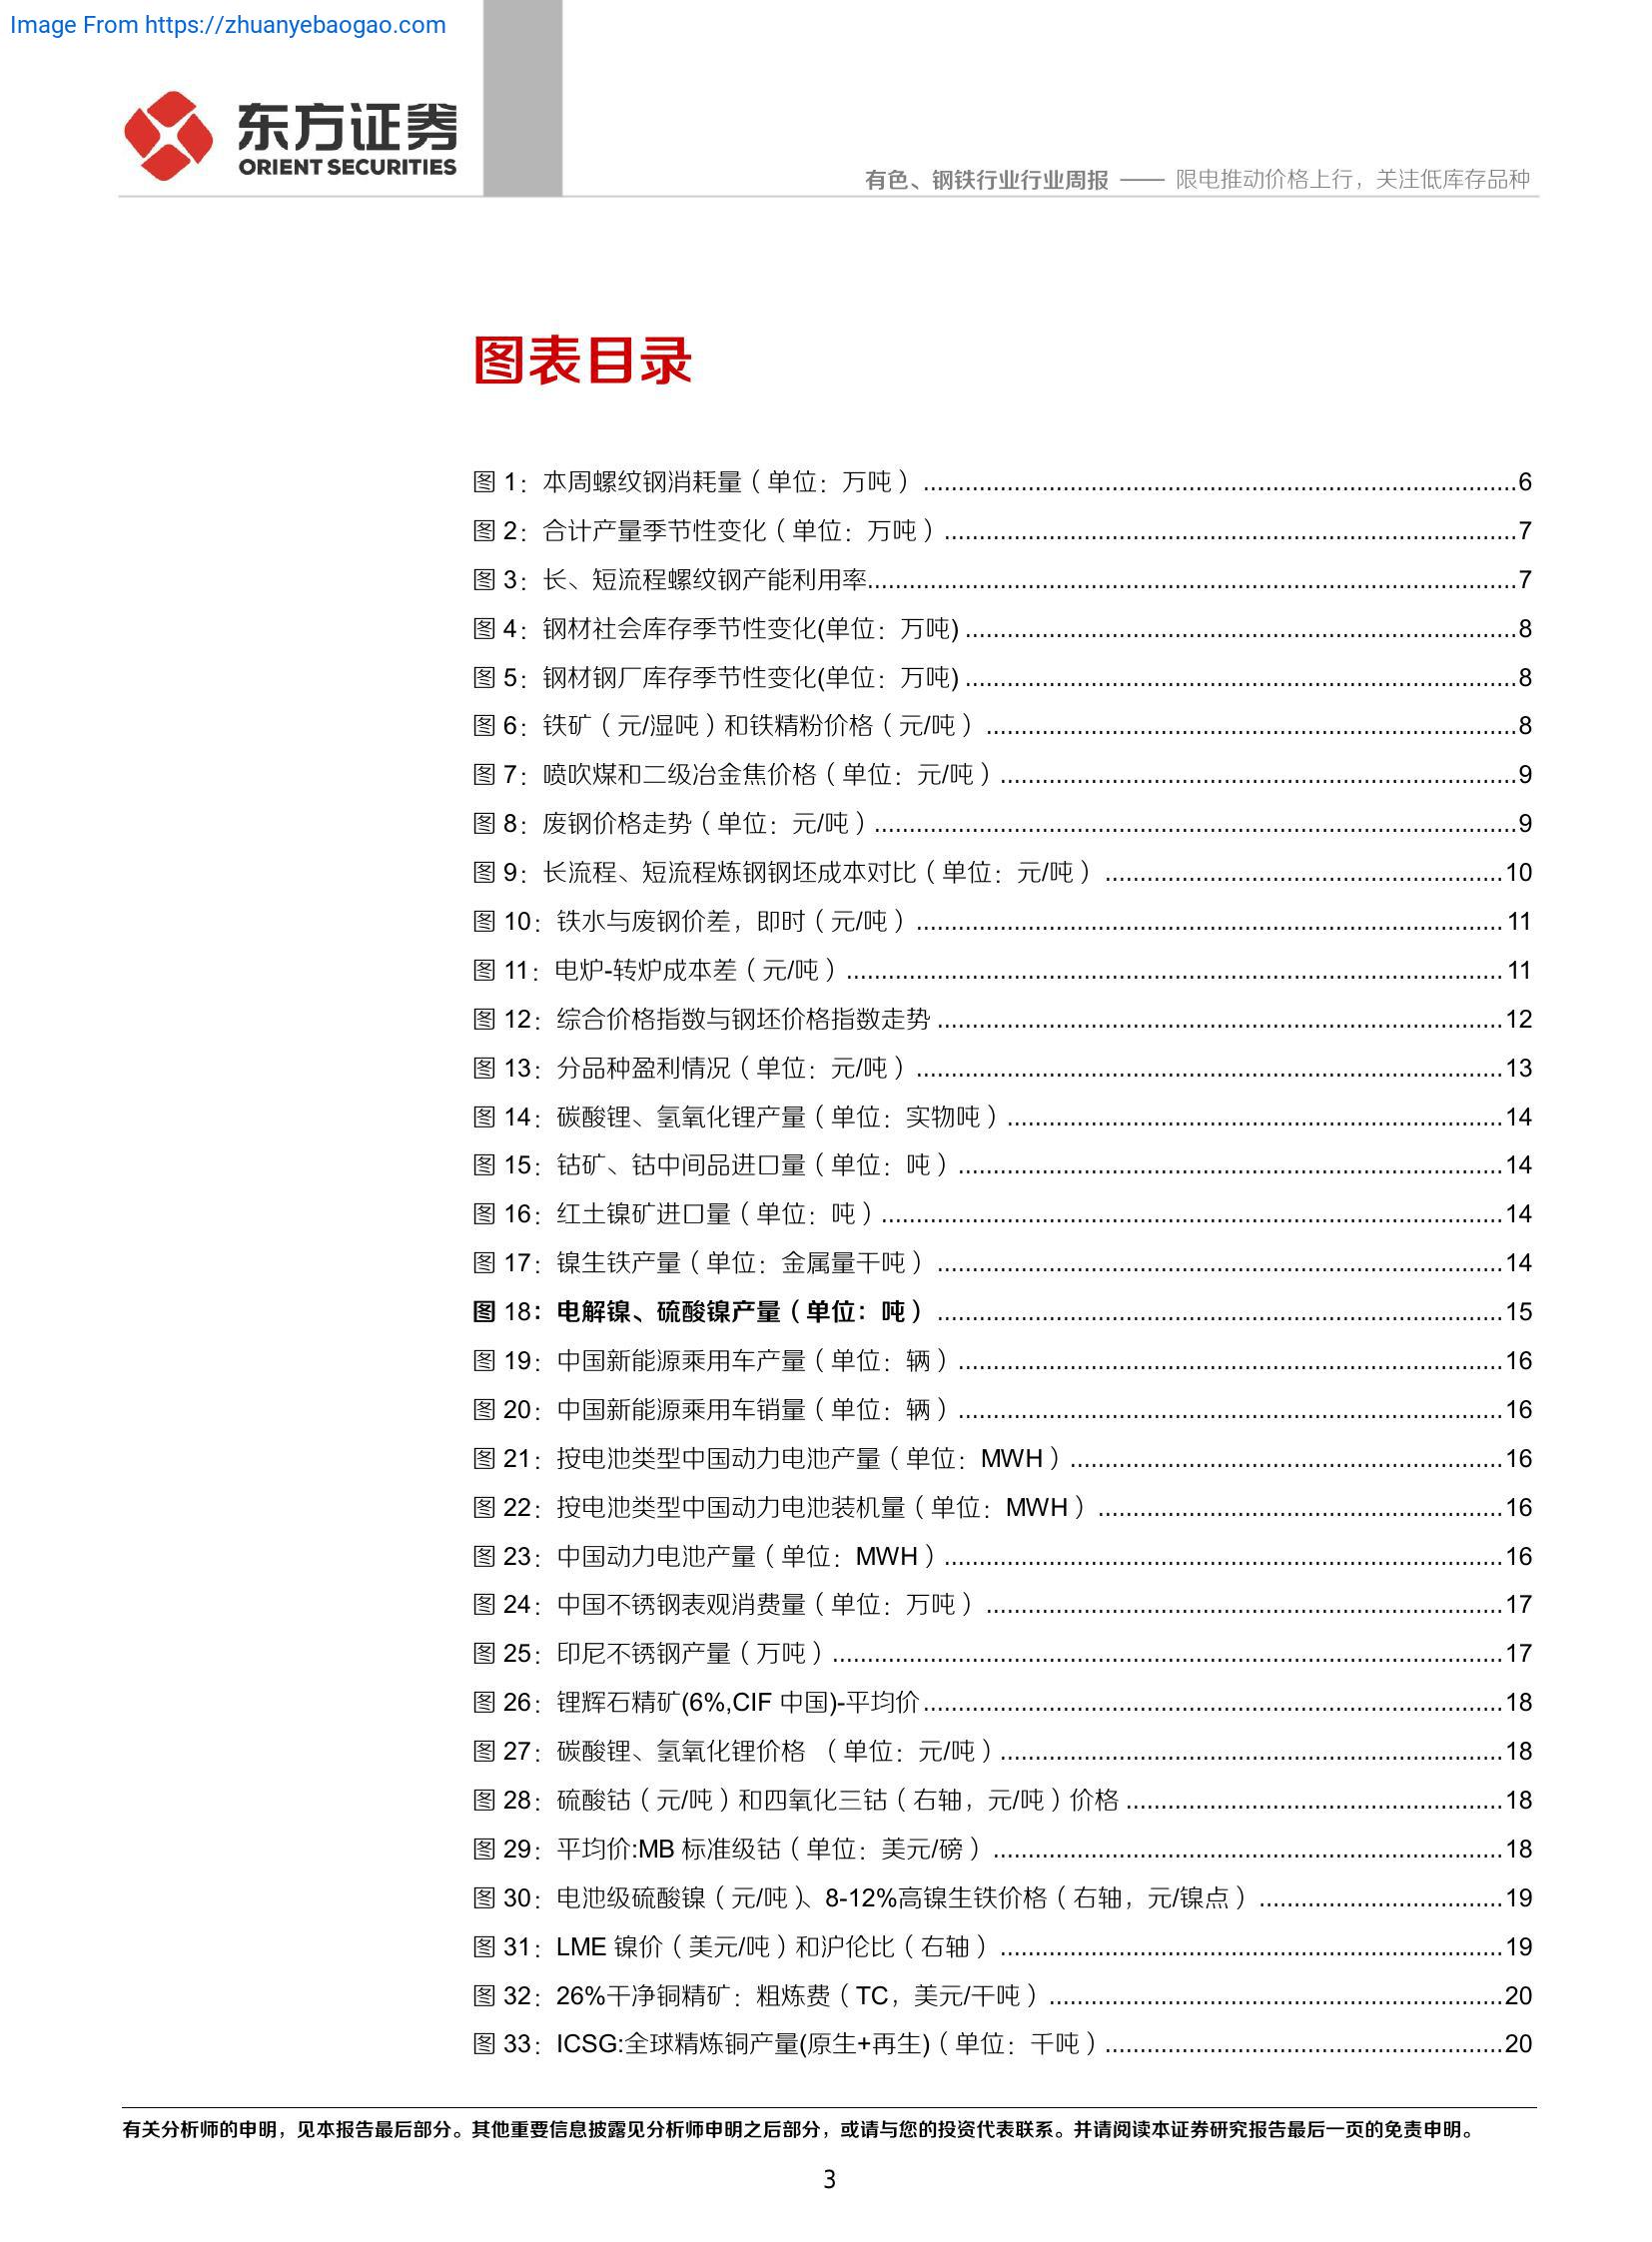 Image From https://zhuanyebaogao.com
东方证券
ORIENT SECURITIES
有色、钢铁行业行业周报 —— 限电推动价格上行，关注低库存品种
图表目录
图 1：本周螺纹钢消耗量（单位：万吨）......6
图 2：合计产量季节性变化（单位：万吨）......7
图 3：长、短流程螺纹钢产能利用率......7
图 4：钢材社会库存季节性变化(单位：万吨)......8
图 5：钢材钢厂库存季节性变化(单位：万吨)......8
图 6：铁矿（元/湿吨）和铁精粉价格（元/吨）......8
图 7：喷吹煤和二级冶金焦价格（单位：元/吨）......9
图 8：废钢价格走势（单位：元/吨）......9
图 9：长流程、短流程炼钢钢坯成本对比（单位：元/吨）......10
图 10：铁水与废钢价差，即时（元/吨）......11
图 11：电炉-转炉成本差（元/吨）......11
图 12：综合价格指数与钢坯价格指数走势......12
图 13：分品种盈利情况（单位：元/吨）......13
图 14：碳酸锂、氢氧化锂产量（单位：实物吨）......14
图 15：钴矿、钴中间品进口量（单位：吨）......14
图 16：红土镍矿进口量（单位：吨）......14
图 17：镍生铁产量（单位：金属量千吨）......14
图 18：电解镍、硫酸镍产量（单位：吨）......15
图 19：中国新能源乘用车产量（单位：辆）......16
图 20：中国新能源乘用车销量（单位：辆）......16
图 21：按电池类型中国动力电池产量（单位：MWH）......16
图 22：按电池类型中国动力电池装机量（单位：MWH）......16
图 23：中国动力电池产量（单位：MWH）......16
图 24：中国不锈钢表观消费量（单位：万吨）......17
图 25：印尼不锈钢产量（万吨）......17
图 26：锂辉石精矿(6%,CIF 中国)-平均价......18
图 27：碳酸锂、氢氧化锂价格 （单位：元/吨）......18
图 28：硫酸钴（元/吨）和四氧化三钴（右轴，元/吨）价格......18
图 29：平均价:MB 标准级钴（单位：美元/磅）......18
图 30：电池级硫酸镍（元/吨）、8-12%高镍生铁价格（右轴，元/镍点）......19
图 31：LME 镍价（美元/吨）和沪伦比（右轴）......19
图 32：26%干净铜精矿：粗炼费（TC，美元/干吨）......20
图 33：ICSG:全球精炼铜产量(原生+再生)（单位：千吨）......20
有关分析师的申明，见本报告最后部分。其他重要信息披露见分析师申明之后部分，或请与您的投资代表联系。并请阅读本证券研究报告最后一页的免责申明。
3